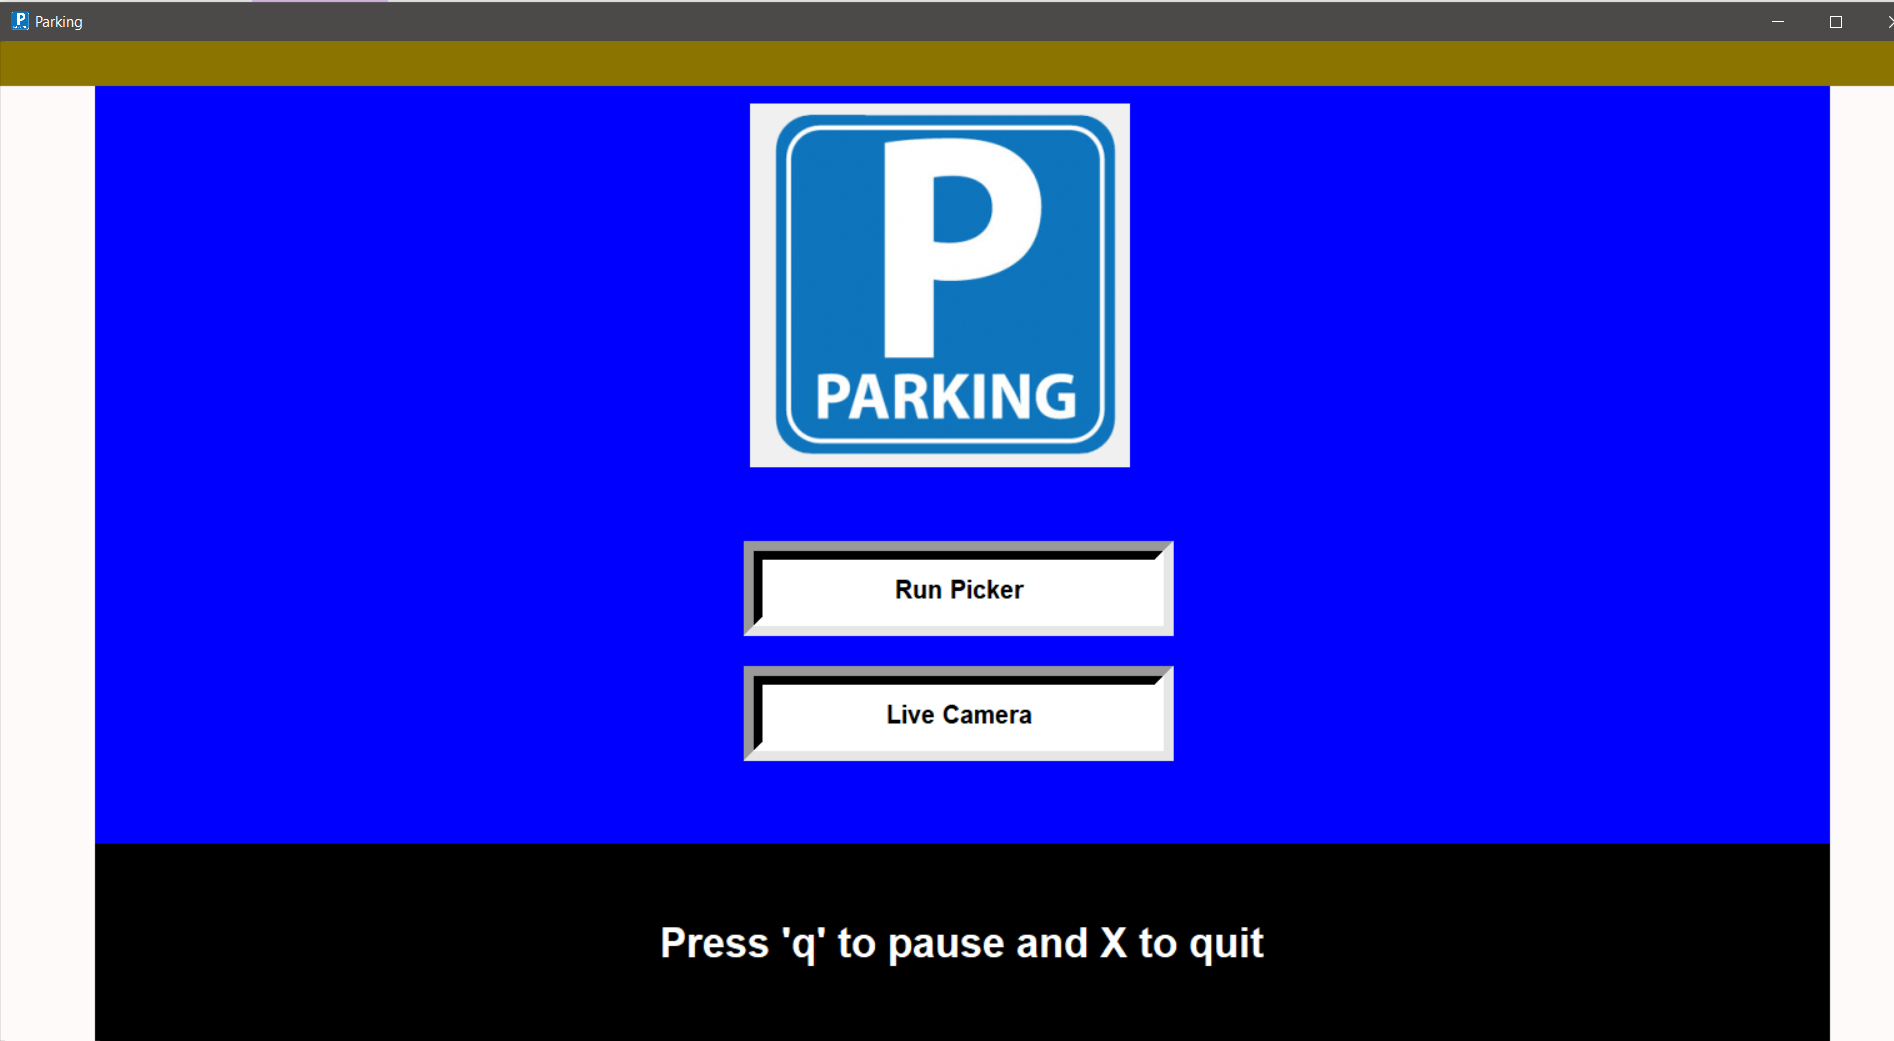 Parking
P
PARKING
Run Picker
Live Camera
Press 'q' to pause and X to quit